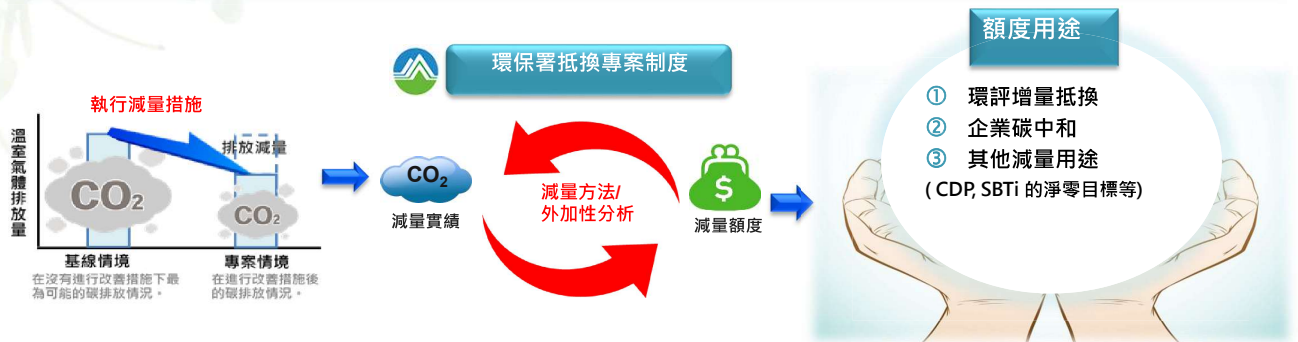 執行減量措施
溫室氣體排放量
排放減量
CO2
CO2
基線情境
在沒有進行改善措施下最
為可能的碳排放情況。
專案情境
在進行改善措施後
的碳排放情況。
環保署抵換專案制度
CO2
減量實績
減量方法/
外加性分析
$
減量額度
額度用途
① 環評增量抵換
② 企業碳中和
③ 其他減量用途
( CDP, SBTi 的淨零目標等)